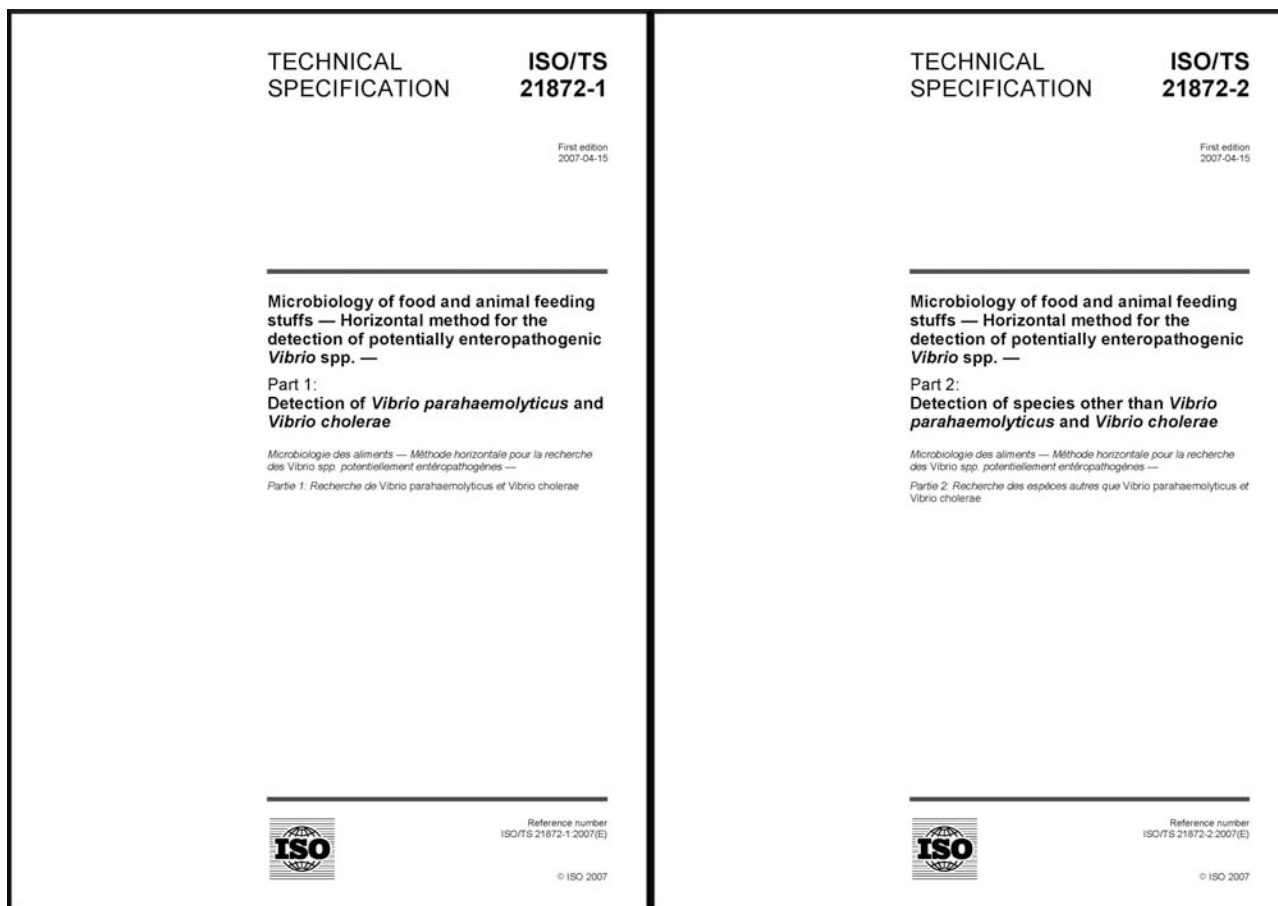 TECHNICAL
SPECIFICATION
ISO/TS
21872-1
First edition
2007-04-15
Microbiology of food and animal feeding
stuffs — Horizontal method for the
detection of potentially enteropathogenic
Vibrio spp. —
Part 1:
Detection of Vibrio parahaemolyticus and
Vibrio cholerae
Microbiologie des aliments — Méthode horizontale pour la recherche
des Vibrio spp. potentiellement entéropathogènes —
Partie 1: Recherche de Vibrio parahaemolyticus et Vibrio cholerae
ISO
Reference number
ISO/TS 21872-1:2007(E)
© ISO 2007
TECHNICAL
SPECIFICATION
ISO/TS
21872-2
First edition
2007-04-15
Microbiology of food and animal feeding
stuffs — Horizontal method for the
detection of potentially enteropathogenic
Vibrio spp. —
Part 2:
Detection of species other than Vibrio
parahaemolyticus and Vibrio cholerae
Microbiologie des aliments — Méthode horizontale pour la recherche
des Vibrio spp. potentiellement entéropathogènes —
Partie 2: Recherche des espèces autres que Vibrio parahaemolyticus et
Vibrio cholerae
ISO
Reference number
ISO/TS 21872-2:2007(E)
© ISO 2007